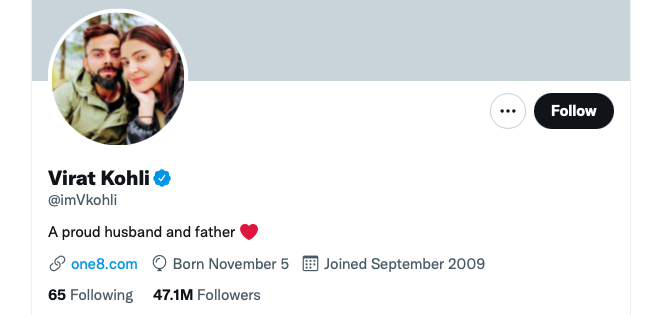 Follow
Virat Kohli
@imVkohli
A proud husband and father ❤️
one8.com Born November 5 Joined September 2009
65 Following 47.1M Followers